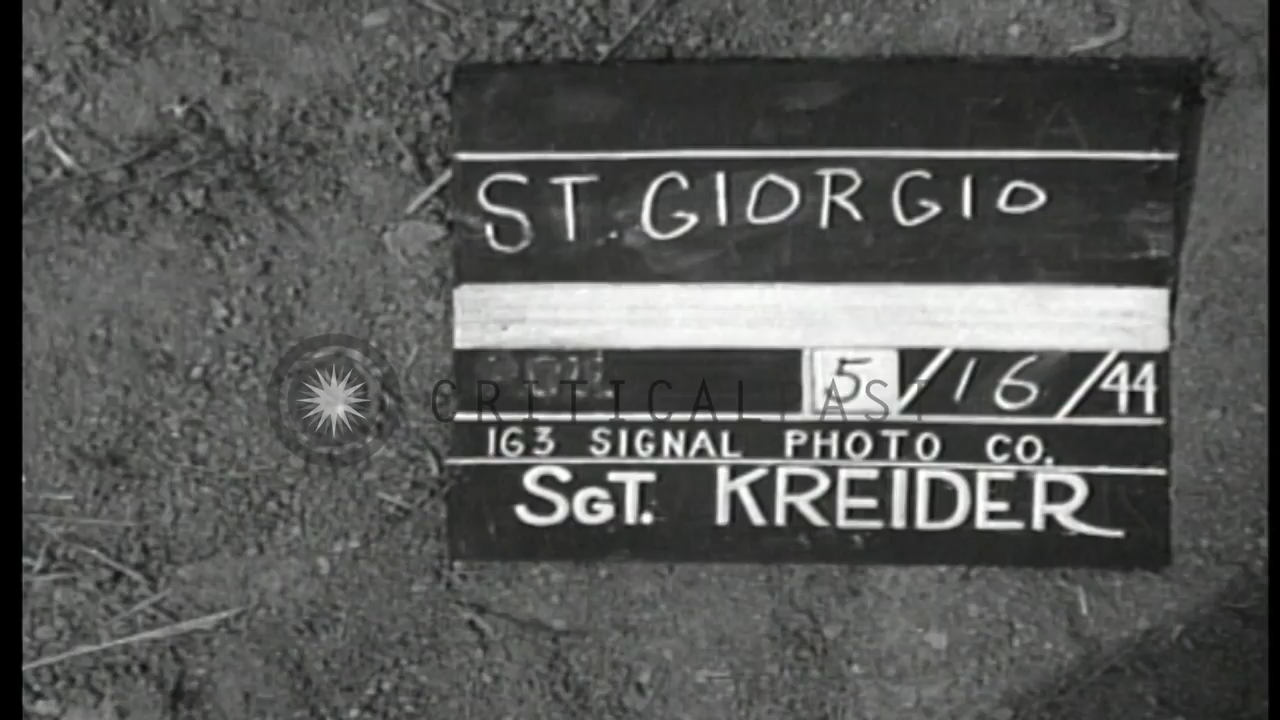 ST. GIORGIO
5/16/44
163 SIGNAL PHOTO CO.
SGT. KREIDER
CRITICALPAST